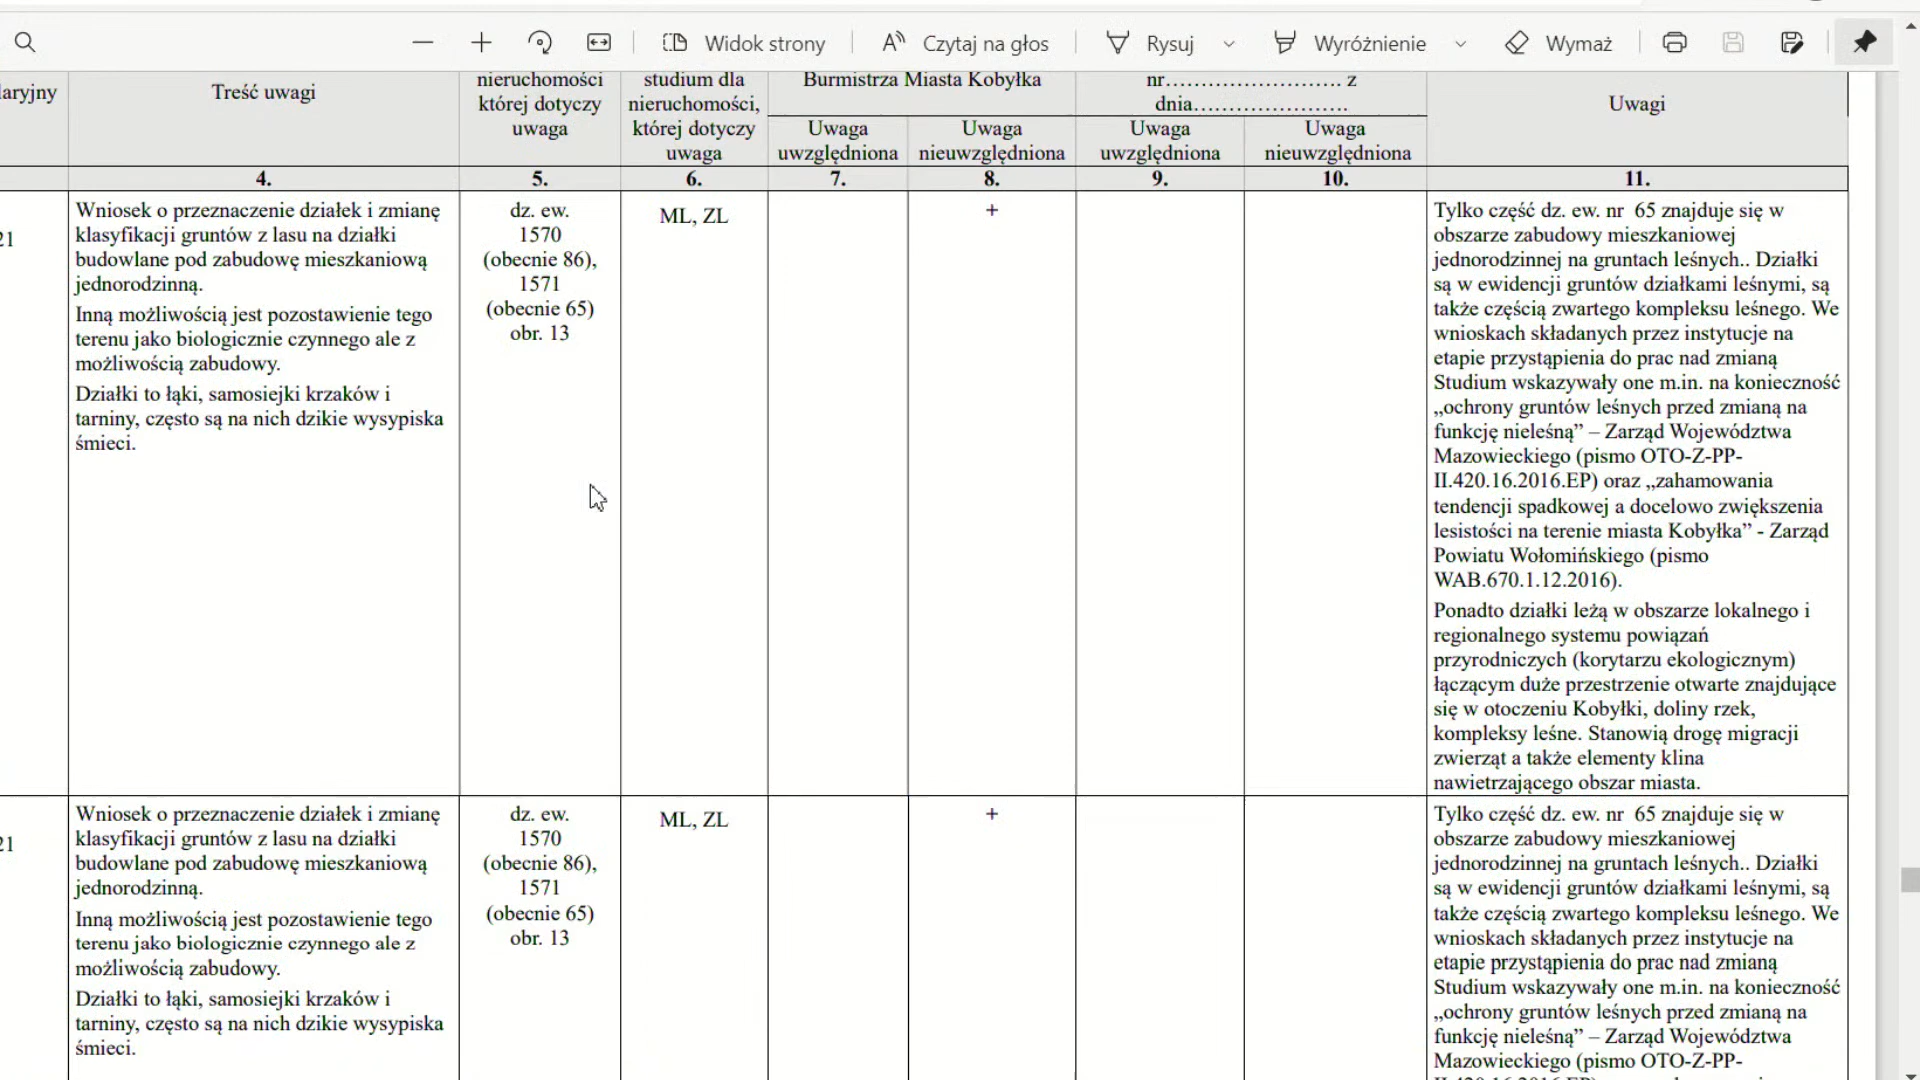 Widok strony
Czytaj na głos
Rysuj
Wyróżnienie
Wymaż
laryjny
Treść uwagi
nieruchomości
której dotyczy
uwaga
studium dla
nieruchomości,
której dotyczy
uwaga
Burmistrza Miasta Kobyłka
Uwaga
uwzględniona
Uwaga
nieuwzględniona
nr……………………. z
dnia………………….
Uwaga
uwzględniona
Uwaga
nieuwzględniona
Uwagi
4.
5.
6.
7.
8.
9.
10.
11.
21
Wniosek o przeznaczenie działek i zmianę
klasyfikacji gruntów z lasu na działki
budowlane pod zabudowę mieszkaniową
jednorodzinną.
Inną możliwością jest pozostawienie tego
terenu jako biologicznie czynnego ale z
możliwością zabudowy.
Działki to łąki, samosiejki krzaków i
tarniny, często są na nich dzikie wysypiska
śmieci.
dz. ew.
1570
(obecnie 86),
1571
(obecnie 65)
obr. 13
ML, ZL
+
Tylko część dz. ew. nr  65 znajduje się w
obszarze zabudowy mieszkaniowej
jednorodzinnej na gruntach leśnych.. Działki
są w ewidencji gruntów działkami leśnymi, są
także częścią zwartego kompleksu leśnego. We
wnioskach składanych przez instytucje na
etapie przystąpienia do prac nad zmianą
Studium wskazywały one m.in. na konieczność
„ochrony gruntów leśnych przed zmianą na
funkcję nieleśną” – Zarząd Województwa
Mazowieckiego (pismo OTO-Z-PP-
II.420.16.2016.EP) oraz „zahamowania
tendencji spadkowej a docelowo zwiększenia
lesistości na terenie miasta Kobyłka” - Zarząd
Powiatu Wołomińskiego (pismo
WAB.670.1.12.2016).
Ponadto działki leżą w obszarze lokalnego i
regionalnego systemu powiązań
przyrodniczych (korytarzu ekologicznym)
łączącym duże przestrzenie otwarte znajdujące
się w otoczeniu Kobyłki, doliny rzek,
kompleksy leśne. Stanowią drogę migracji
zwierząt a także elementy klina
nawietrzającego obszar miasta.
21
Wniosek o przeznaczenie działek i zmianę
klasyfikacji gruntów z lasu na działki
budowlane pod zabudowę mieszkaniową
jednorodzinną.
Inną możliwością jest pozostawienie tego
terenu jako biologicznie czynnego ale z
możliwością zabudowy.
Działki to łąki, samosiejki krzaków i
tarniny, często są na nich dzikie wysypiska
śmieci.
dz. ew.
1570
(obecnie 86),
1571
(obecnie 65)
obr. 13
ML, ZL
+
Tylko część dz. ew. nr  65 znajduje się w
obszarze zabudowy mieszkaniowej
jednorodzinnej na gruntach leśnych.. Działki
są w ewidencji gruntów działkami leśnymi, są
także częścią zwartego kompleksu leśnego. We
wnioskach składanych przez instytucje na
etapie przystąpienia do prac nad zmianą
Studium wskazywały one m.in. na konieczność
„ochrony gruntów leśnych przed zmianą na
funkcję nieleśną” – Zarząd Województwa
Mazowieckiego (pismo OTO-Z-PP-